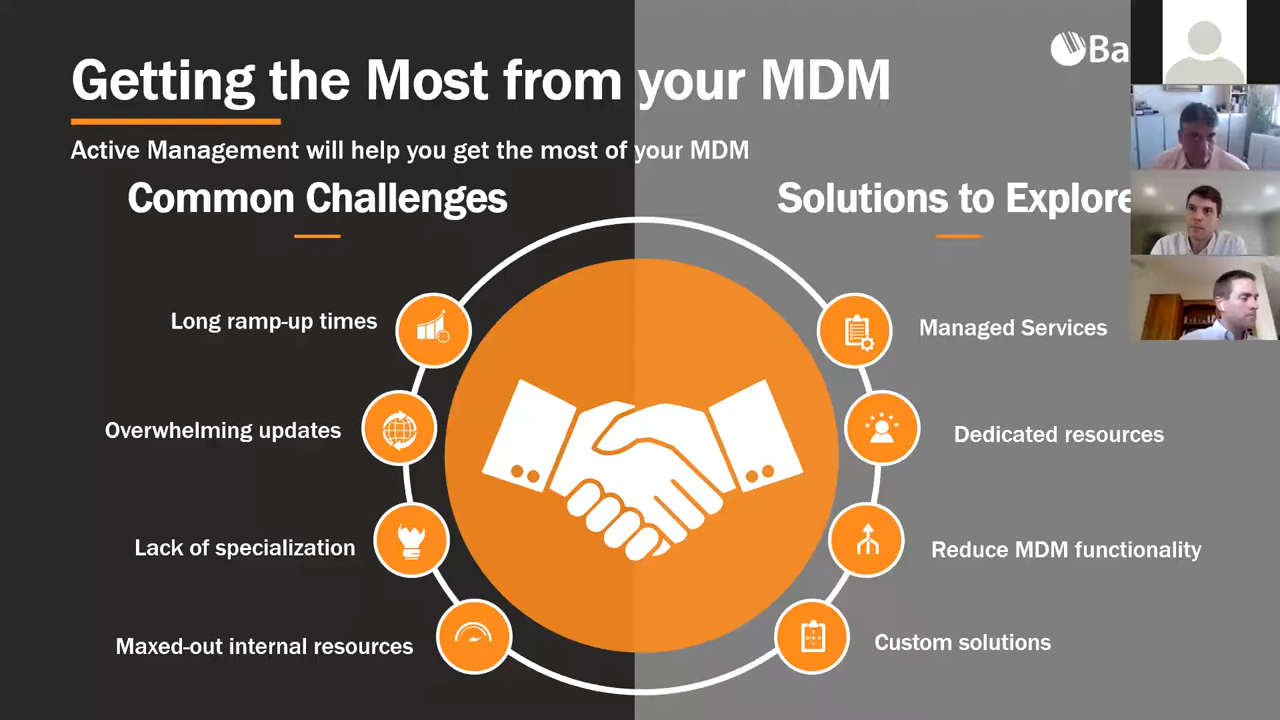 Getting the Most from your MDM
Ba
Active Management will help you get the most of your MDM
Common Challenges
Solutions to Explore
Long ramp-up times
Managed Services
Overwhelming updates
Dedicated resources
Lack of specialization
Reduce MDM functionality
Maxed-out internal resources
Custom solutions